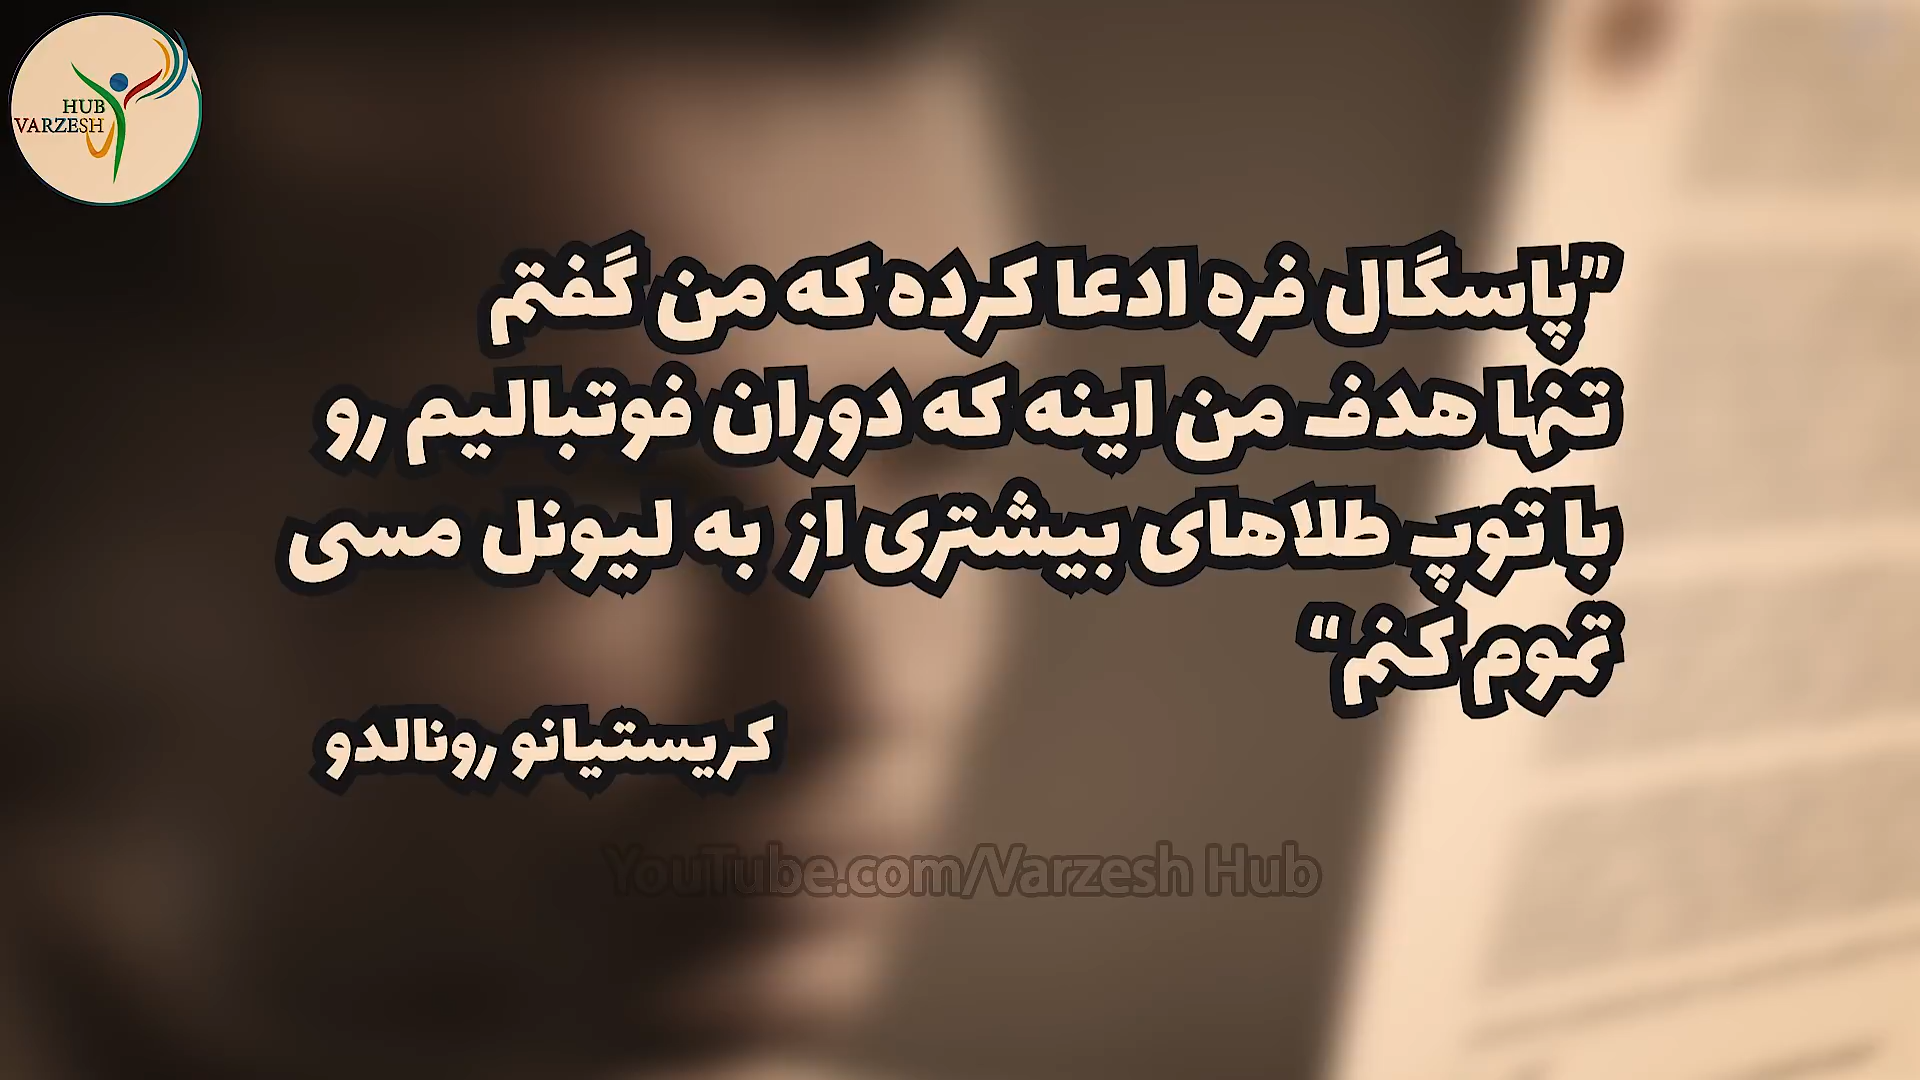 HUB
VARZESH
"پاسگال فره ادعا کرده که من گفتم
تنها هدف من اینه که دوران فوتبالیم رو
با توپ طلاهای بیشتری از به لیونل مسی
تموم کنم"
کریستیانو رونالدو
YouTube.com/Varzesh Hub